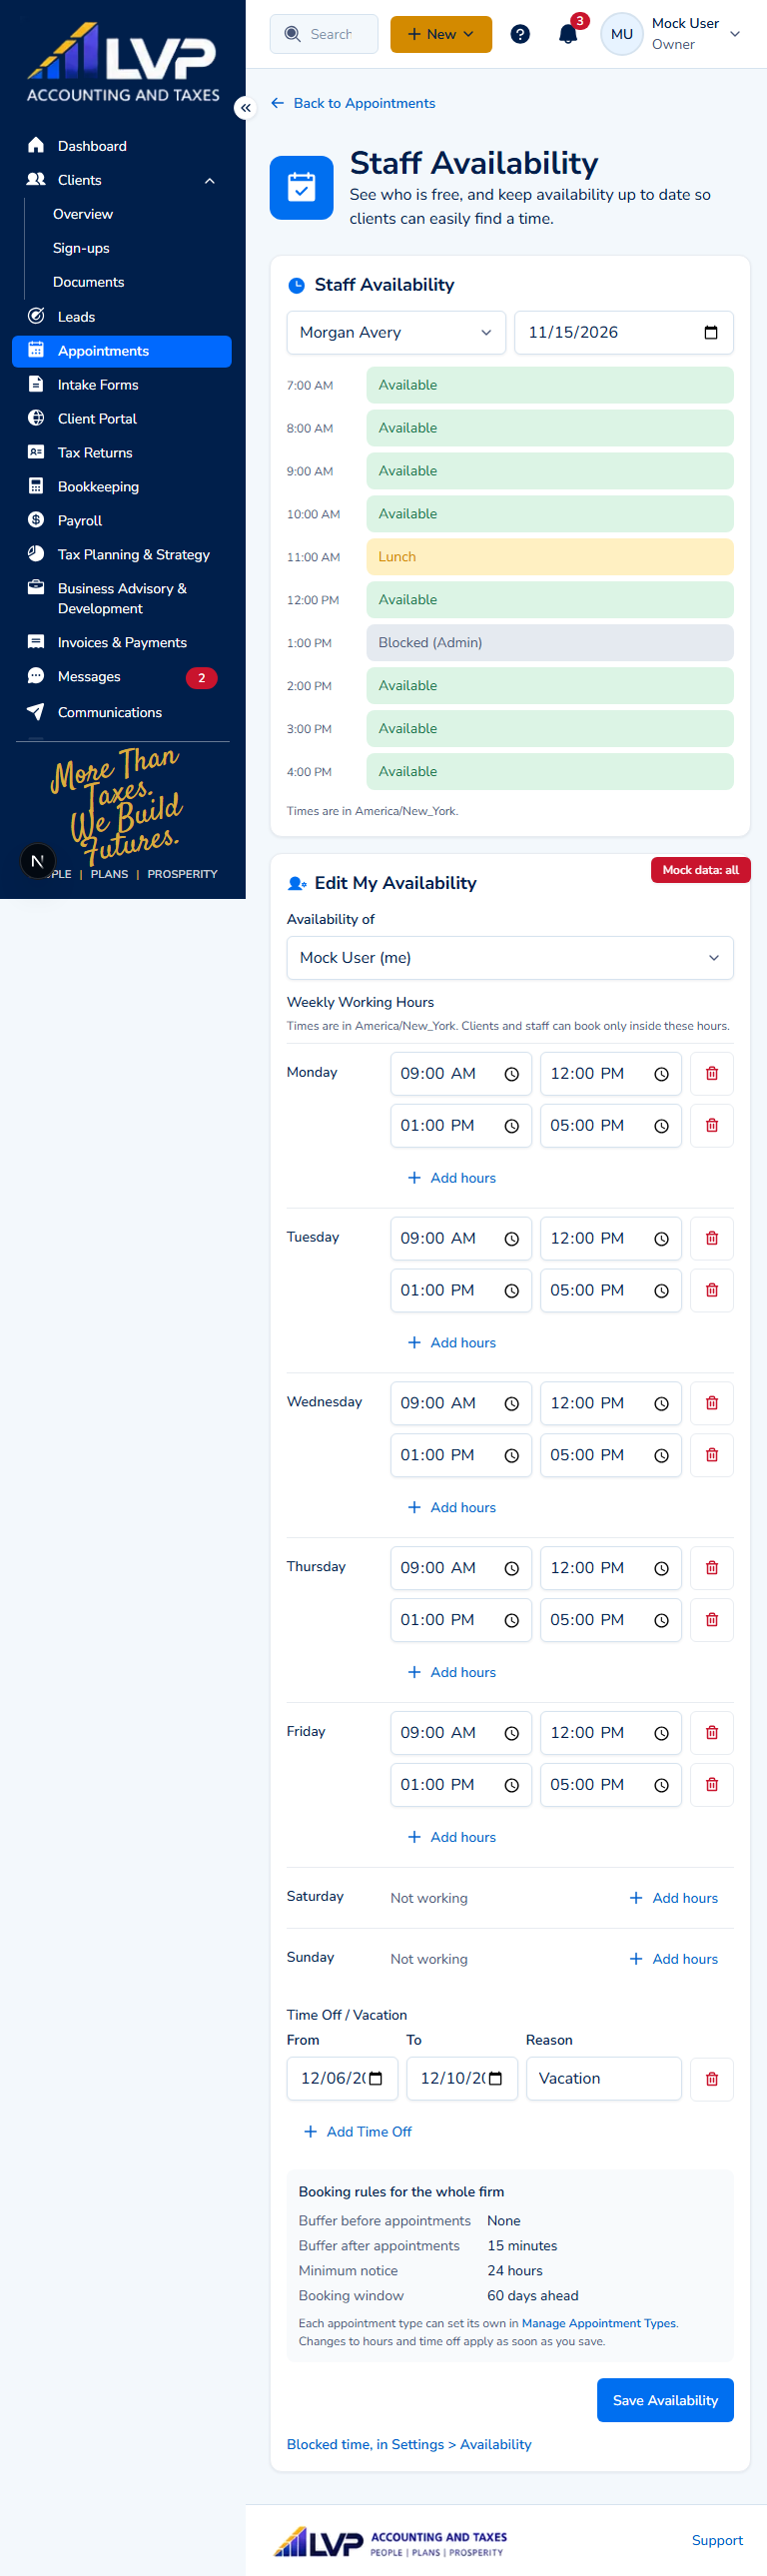 LVP
ACCOUNTING AND TAXES
Dashboard
Clients
Overview
Sign-ups
Documents
Leads
Appointments
Intake Forms
Client Portal
Tax Returns
Bookkeeping
Payroll
Tax Planning & Strategy
Business Advisory &
Development
Invoices & Payments
Messages 2
Communications
More Than
Taxes.
We Build
Futures.
N
PLE | PLANS | PROSPERITY
Search
New
3
MU
Mock User
Owner
Back to Appointments
Staff Availability
See who is free, and keep availability up to date so
clients can easily find a time.
Staff Availability
Morgan Avery 11/15/2026
7:00 AM Available
8:00 AM Available
9:00 AM Available
10:00 AM Available
11:00 AM Lunch
12:00 PM Available
1:00 PM Blocked (Admin)
2:00 PM Available
3:00 PM Available
4:00 PM Available
Times are in America/New_York.
Mock data: all
Edit My Availability
Availability of
Mock User (me)
Weekly Working Hours
Times are in America/New_York. Clients and staff can book only inside these hours.
Monday 09:00 AM 12:00 PM
01:00 PM 05:00 PM
Add hours
Tuesday 09:00 AM 12:00 PM
01:00 PM 05:00 PM
Add hours
Wednesday 09:00 AM 12:00 PM
01:00 PM 05:00 PM
Add hours
Thursday 09:00 AM 12:00 PM
01:00 PM 05:00 PM
Add hours
Friday 09:00 AM 12:00 PM
01:00 PM 05:00 PM
Add hours
Saturday Not working Add hours
Sunday Not working Add hours
Time Off / Vacation
From To Reason
12/06/20 12/10/20 Vacation
Add Time Off
Booking rules for the whole firm
Buffer before appointments None
Buffer after appointments 15 minutes
Minimum notice 24 hours
Booking window 60 days ahead
Each appointment type can set its own in Manage Appointment Types.
Changes to hours and time off apply as soon as you save.
Save Availability
Blocked time, in Settings > Availability
LVP ACCOUNTING AND TAXES
PEOPLE | PLANS | PROSPERITY
Support